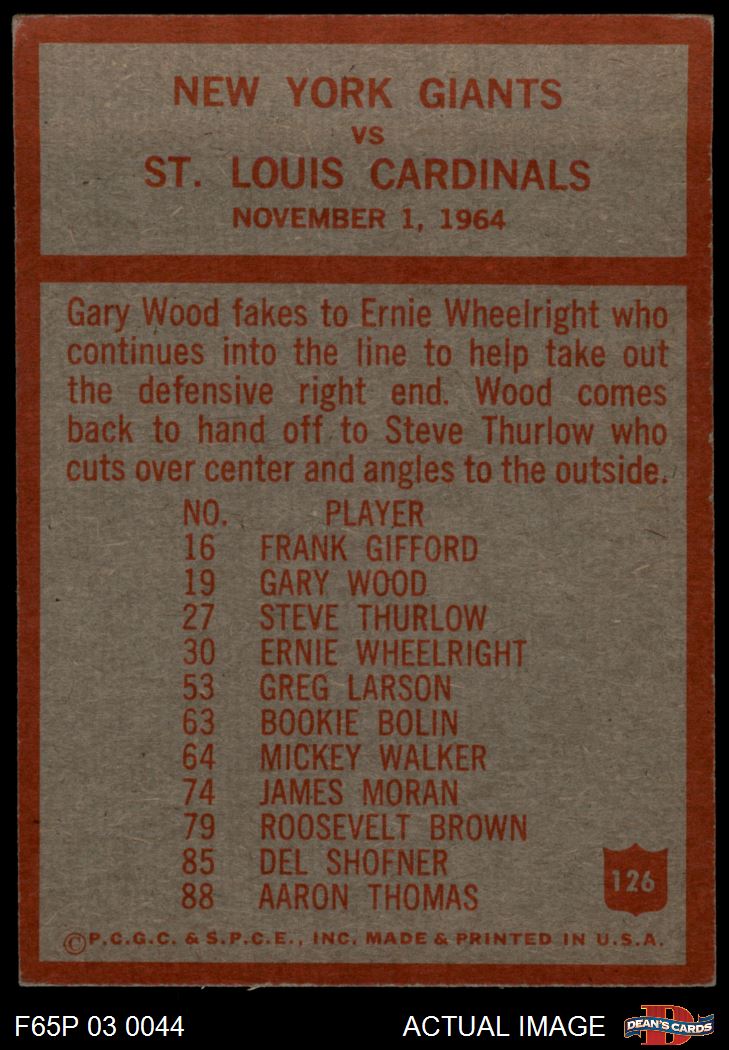 NEW YORK GIANTS
VS
ST. LOUIS CARDINALS
NOVEMBER 1, 1964
Gary Wood fakes to Ernie Wheelright who
continues into the line to help take out
the defensive right end. Wood comes
back to hand off to Steve Thurlow who
cuts over center and angles to the outside.
NO. PLAYER
16 FRANK GIFFORD
19 GARY WOOD
27 STEVE THURLOW
30 ERNIE WHEELRIGHT
53 GREG LARSON
63 BOOKIE BOLIN
64 MICKEY WALKER
74 JAMES MORAN
79 ROOSEVELT BROWN
85 DEL SHOFNER
88 AARON THOMAS
126
©P.C.G.C. & S.P.C.E., INC. MADE & PRINTED IN U.S.A.
F65P 03 0044 ACTUAL IMAGE DEAN'S CARDS